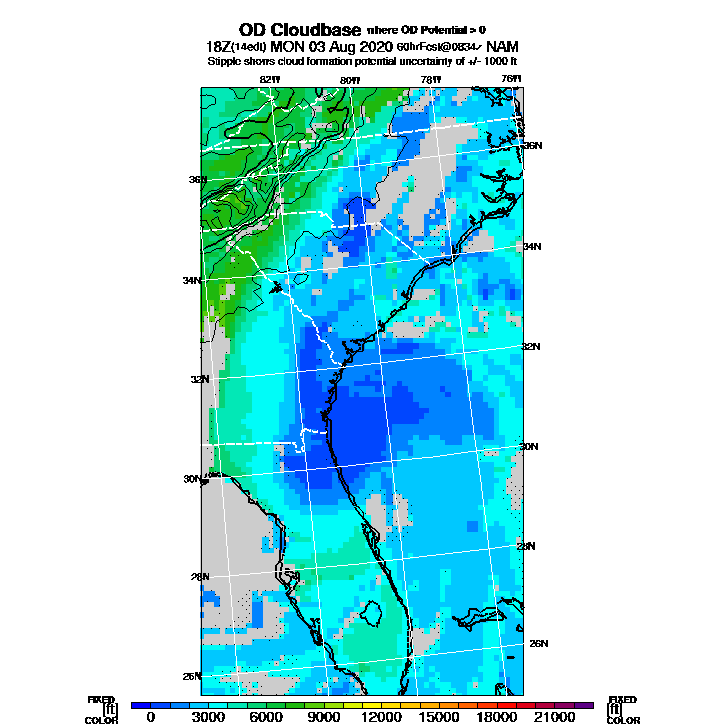 OD Cloudbase where OD Potential > 0
18Z(14edt) MON 03 Aug 2020 60hrFcst@0834z NAM
Stipple shows cloud formation potential uncertainty of +/- 1000 ft
82W 80W 78W 76W
36N
36N
34N
34N
32N
32N
30N
30N
28N
28N
26N
26N
FIXED [ft] COLOR
0 3000 6000 9000 12000 15000 18000 21000
FIXED [ft] COLOR